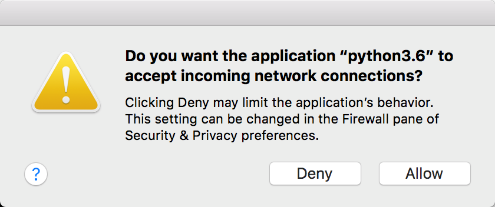 Do you want the application “python3.6” to
accept incoming network connections?
Clicking Deny may limit the application’s behavior.
This setting can be changed in the Firewall pane of
Security & Privacy preferences.
? Deny Allow